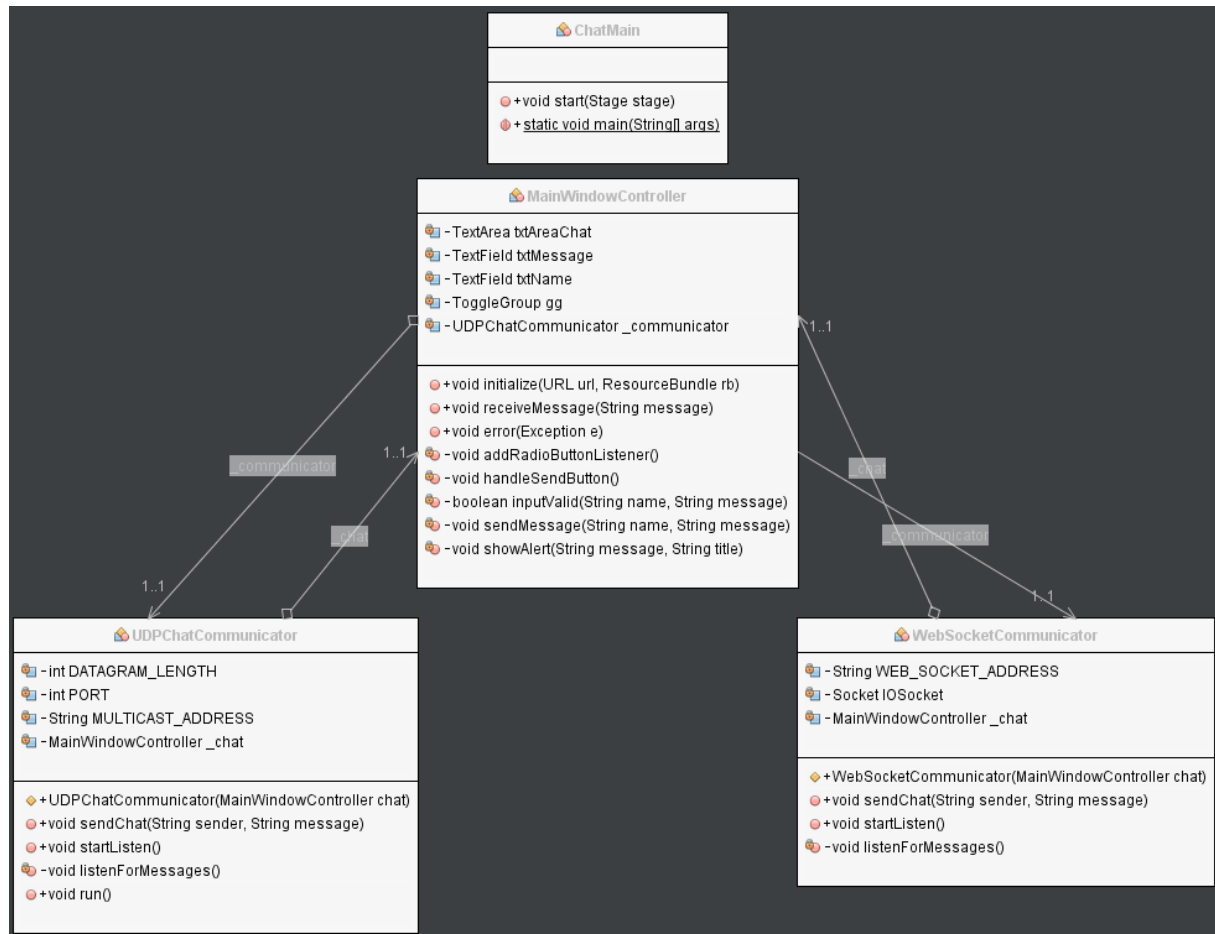 ChatMain
+void start(Stage stage)
+static void main(String[] args)
MainWindowController
-TextArea txtAreaChat
-TextField txtMessage
-TextField txtName
-ToggleGroup gg
-UDPChatCommunicator _communicator
+void initialize(URL url, ResourceBundle rb)
+void receiveMessage(String message)
+void error(Exception e)
-void addRadioButtonListener()
-void handleSendButton()
-boolean inputValid(String name, String message)
-void sendMessage(String name, String message)
-void showAlert(String message, String title)
1..1
1..1
_communicator
_chat
_chat
_communicator
1..1
1..1
UDPChatCommunicator
-int DATAGRAM_LENGTH
-int PORT
-String MULTICAST_ADDRESS
-MainWindowController _chat
+UDPChatCommunicator(MainWindowController chat)
+void sendChat(String sender, String message)
+void startListen()
-void listenForMessages()
+void run()
WebSocketCommunicator
-String WEB_SOCKET_ADDRESS
-Socket IOSocket
-MainWindowController _chat
+WebSocketCommunicator(MainWindowController chat)
+void sendChat(String sender, String message)
+void startListen()
-void listenForMessages()